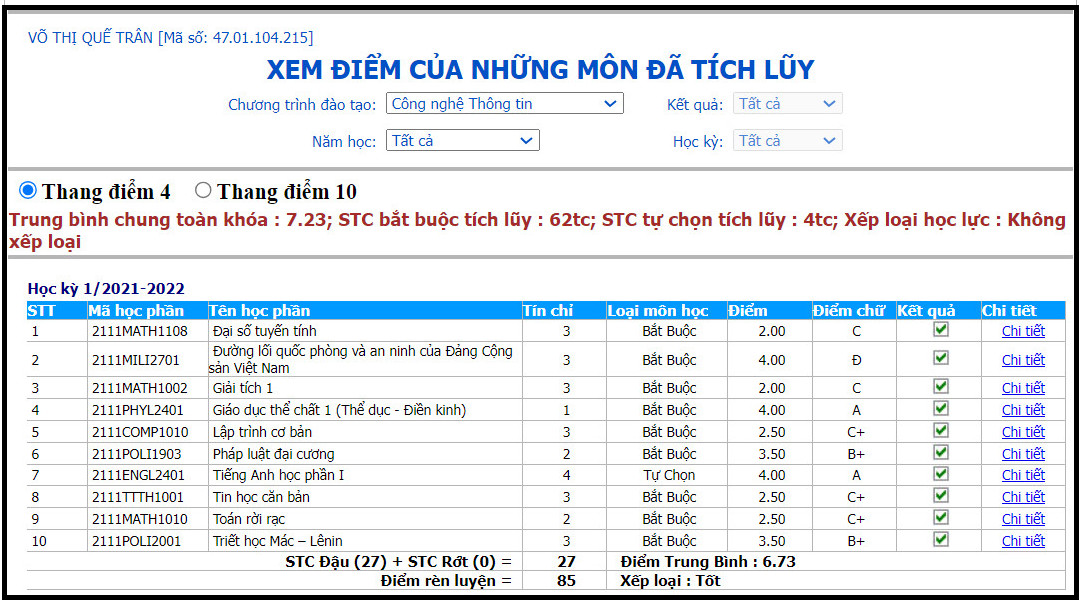 VÕ THỊ QUẾ TRÂN [Mã số: 47.01.104.215]
XEM ĐIỂM CỦA NHỮNG MÔN ĐÃ TÍCH LŨY
Chương trình đào tạo: Công nghệ Thông tin Kết quả: Tất cả
Năm học: Tất cả Học kỳ: Tất cả
Thang điểm 4 Thang điểm 10
Trung bình chung toàn khóa : 7.23; STC bắt buộc tích lũy : 62tc; STC tự chọn tích lũy : 4tc; Xếp loại học lực : Không
xếp loại
Học kỳ 1/2021-2022
STT Mã học phần Tên học phần Tín chỉ Loại môn học Điểm Điểm chữ Kết quả Chi tiết
1 2111MATH1108 Đại số tuyến tính 3 Bắt Buộc 2.00 C Chi tiết
2 2111MILI2701 Đường lối quốc phòng và an ninh của Đảng Cộng
sản Việt Nam 3 Bắt Buộc 4.00 Đ Chi tiết
3 2111MATH1002 Giải tích 1 3 Bắt Buộc 2.00 C Chi tiết
4 2111PHYL2401 Giáo dục thể chất 1 (Thể dục - Điền kinh) 1 Bắt Buộc 4.00 A Chi tiết
5 2111COMP1010 Lập trình cơ bản 3 Bắt Buộc 2.50 C+ Chi tiết
6 2111POLI1903 Pháp luật đại cương 2 Bắt Buộc 3.50 B+ Chi tiết
7 2111ENGL2401 Tiếng Anh học phần I 4 Tự Chọn 4.00 A Chi tiết
8 2111TTTH1001 Tin học căn bản 3 Bắt Buộc 2.50 C+ Chi tiết
9 2111MATH1010 Toán rời rạc 2 Bắt Buộc 2.50 C+ Chi tiết
10 2111POLI2001 Triết học Mác – Lênin 3 Bắt Buộc 3.50 B+ Chi tiết
STC Đậu (27) + STC Rớt (0) = 27 Điểm Trung Bình : 6.73
Điểm rèn luyện = 85 Xếp loại : Tốt